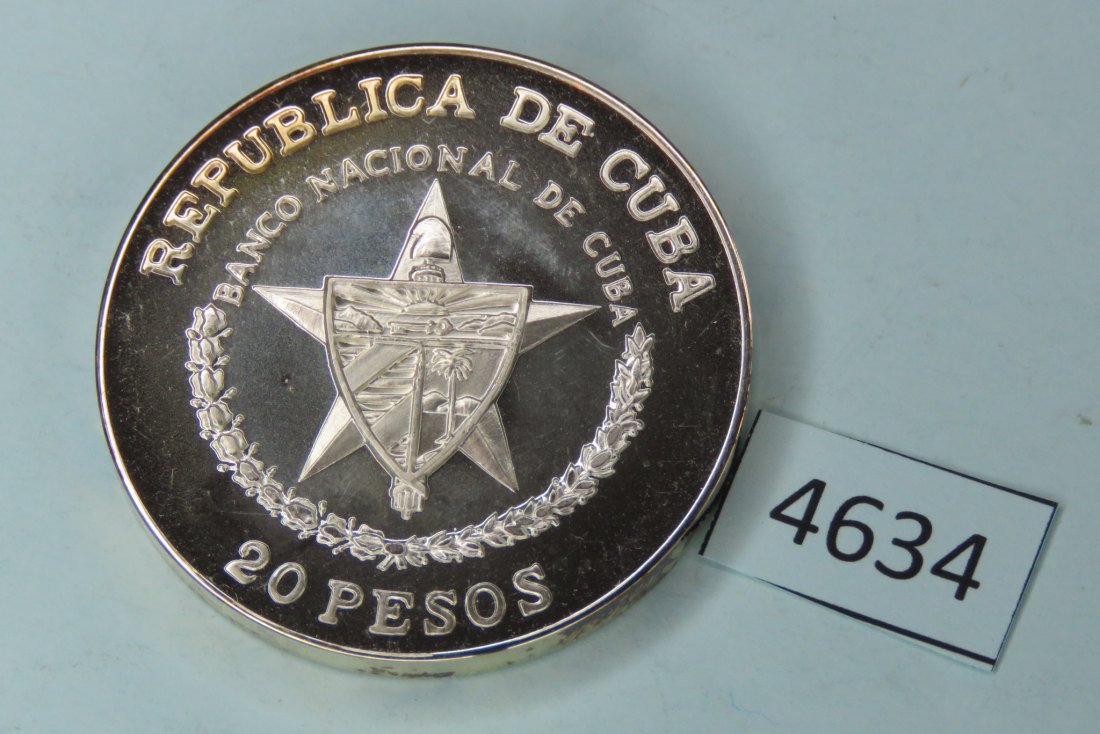 REPUBLICA DE CUBA
BANCO NACIONAL DE CUBA
20 PESOS
4634